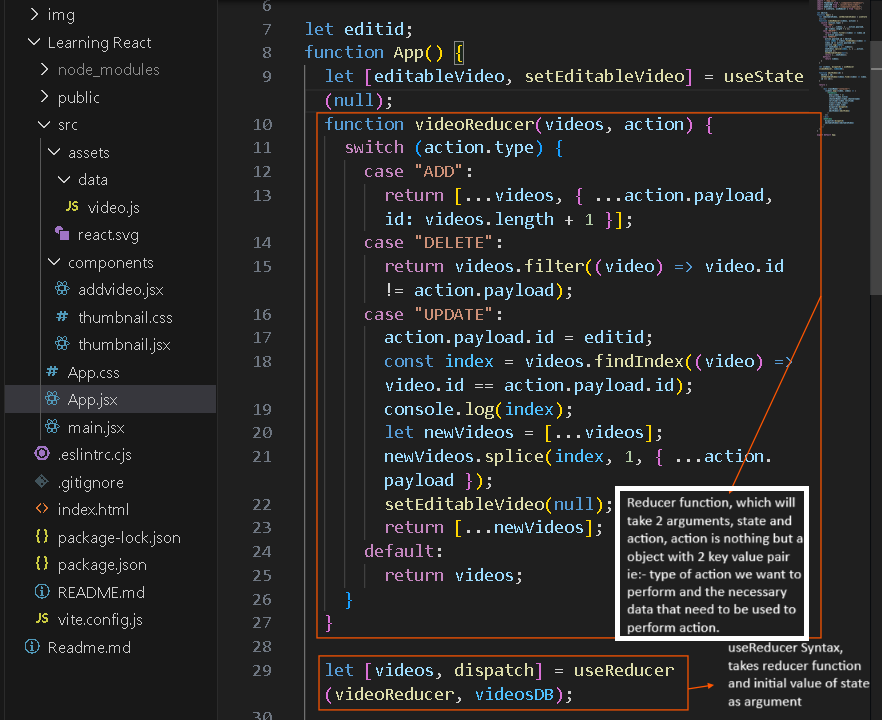 img
Learning React
node_modules
public
src
assets
data
JS video.js
react.svg
components
addvideo.jsx
# thumbnail.css
thumbnail.jsx
# App.css
App.jsx
main.jsx
.eslintrc.cjs
.gitignore
<> index.html
{} package-lock.json
{} package.json
README.md
JS vite.config.js
Readme.md
6
7 let editid;
8 function App() {
9 let [editableVideo, setEditableVideo] = useState
(null);
10 function videoReducer(videos, action) {
11 switch (action.type) {
12 case "ADD":
13 return [...videos, { ...action.payload,
id: videos.length + 1 }];
14 case "DELETE":
15 return videos.filter((video) => video.id
!= action.payload);
16 case "UPDATE":
17 action.payload.id = editid;
18 const index = videos.findIndex((video) =>
video.id == action.payload.id);
19 console.log(index);
20 let newVideos = [...videos];
21 newVideos.splice(index, 1, { ...action.
payload });
22 setEditableVideo(null);
23 return [...newVideos];
24 default:
25 return videos;
26 }
27 }
28
29 let [videos, dispatch] = useReducer
(videoReducer, videosDB);
30
Reducer function, which will
take 2 arguments, state and
action, action is nothing but a
object with 2 key value pair
ie:- type of action we want to
perform and the necessary
data that need to be used to
perform action.
useReducer Syntax,
takes reducer function
and initial value of state
as argument